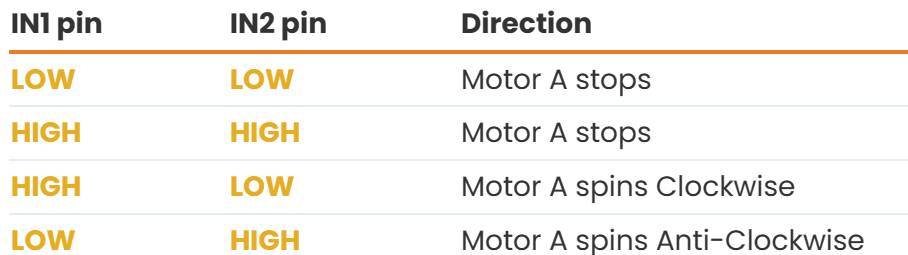 IN1 pin IN2 pin Direction
LOW LOW Motor A stops
HIGH HIGH Motor A stops
HIGH LOW Motor A spins Clockwise
LOW HIGH Motor A spins Anti-Clockwise